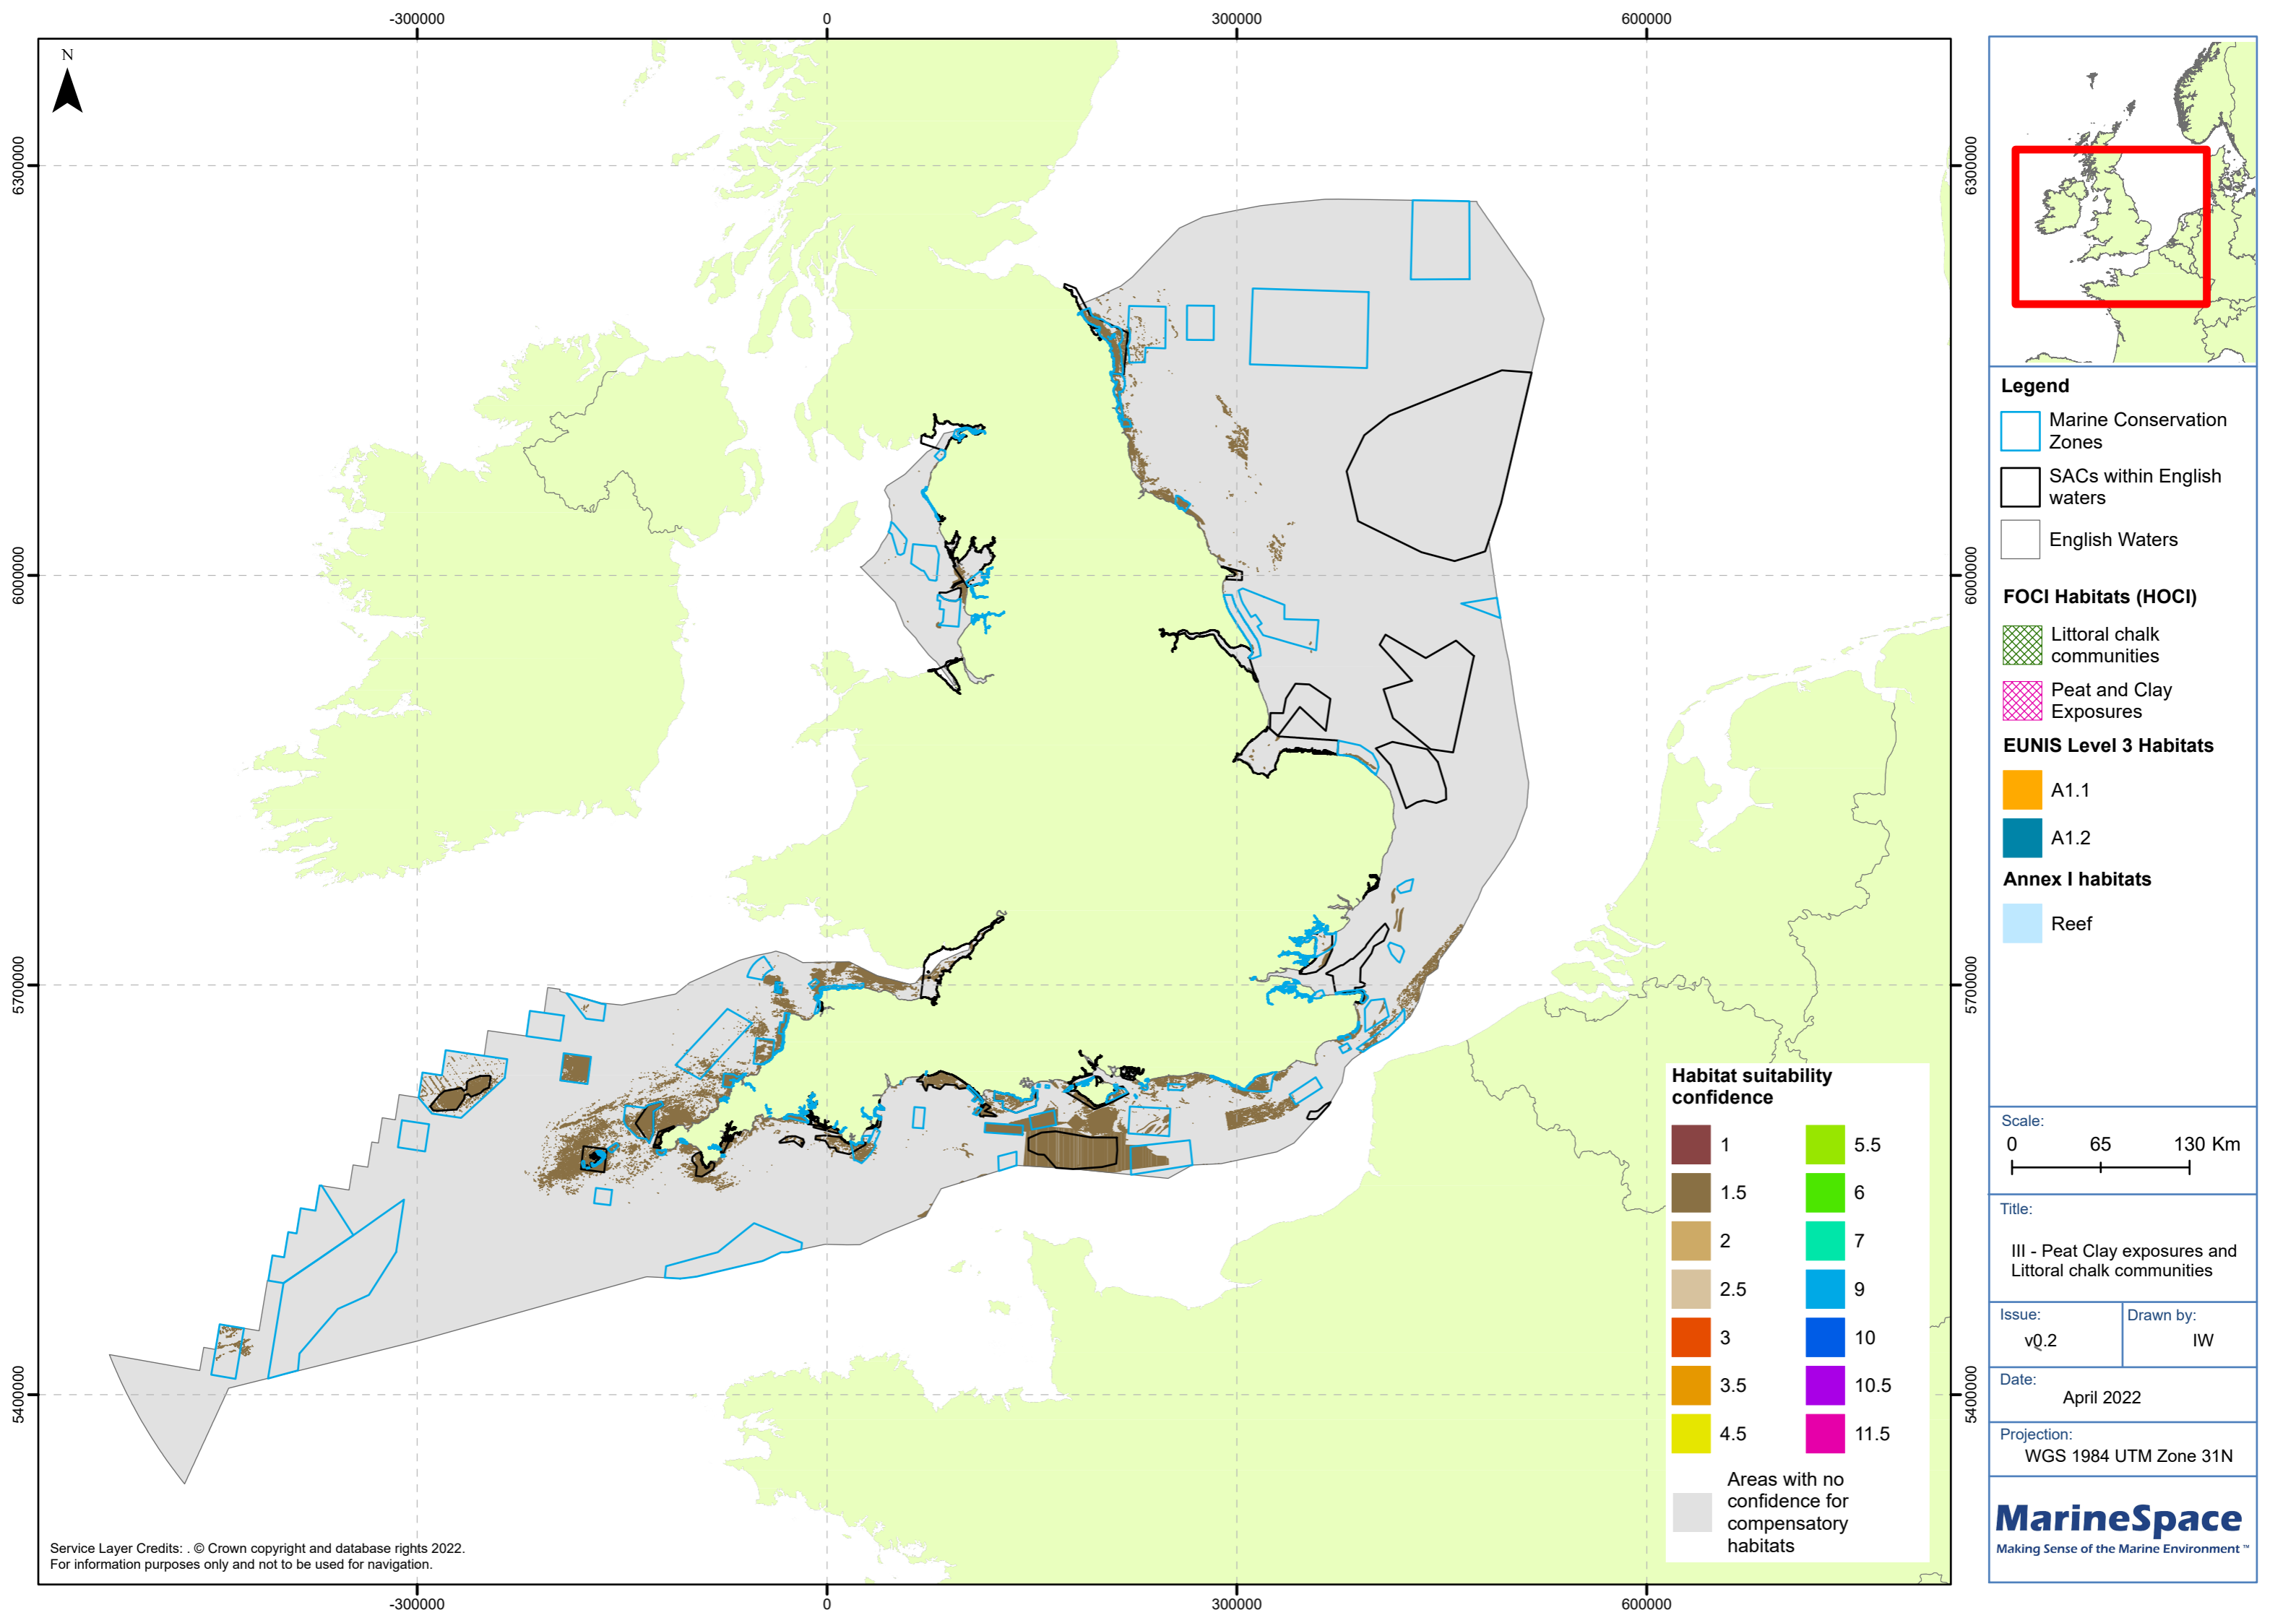 -300000
0
300000
600000
N
6300000
6300000
6000000
6000000
5700000
5700000
5400000
5400000
Habitat suitability
confidence
1
1.5
2
2.5
3
3.5
4.5
5.5
6
7
9
10
10.5
11.5
Areas with no
confidence for
compensatory
habitats
Service Layer Credits: . © Crown copyright and database rights 2022.
For information purposes only and not to be used for navigation.
-300000
0
300000
600000
Legend
Marine Conservation
Zones
SACs within English
waters
English Waters
FOCI Habitats (HOCI)
Littoral chalk
communities
Peat and Clay
Exposures
EUNIS Level 3 Habitats
A1.1
A1.2
Annex I habitats
Reef
Scale:
0 65 130 Km
Title:
III - Peat Clay exposures and
Littoral chalk communities
Issue:
v0.2
Drawn by:
IW
Date:
April 2022
Projection:
WGS 1984 UTM Zone 31N
MarineSpace
Making Sense of the Marine Environment ™